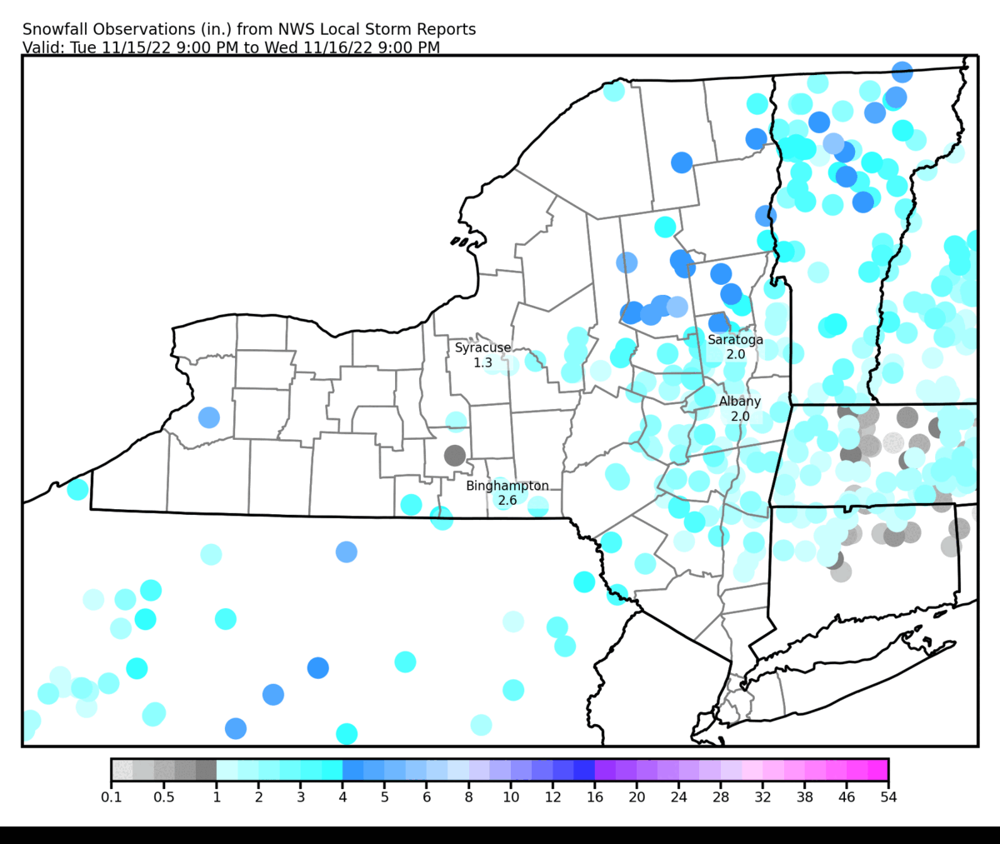 Snowfall Observations (in.) from NWS Local Storm Reports
Valid: Tue 11/15/22 9:00 PM to Wed 11/16/22 9:00 PM
Saratoga
2.0
Syracuse
1.3
Albany
2.0
Binghampton
2.6
0.1 0.5 1 2 3 4 5 6 8 10 12 16 20 24 28 32 38 46 54